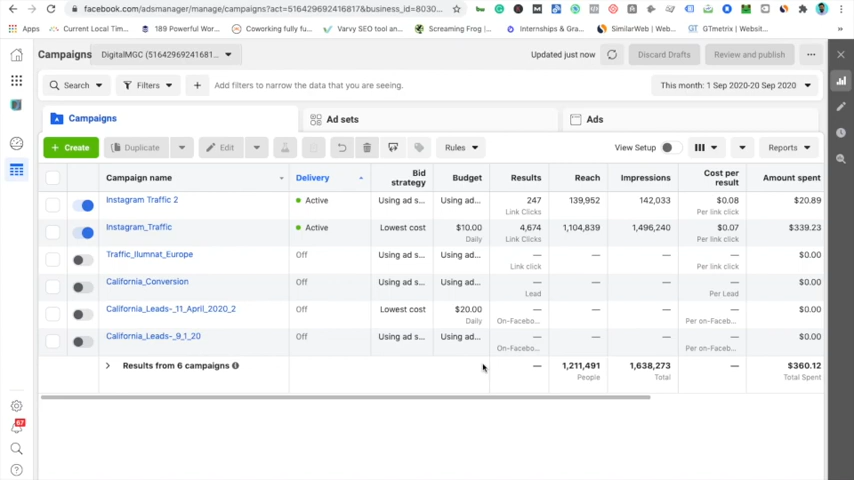 facebook.com/adsmanager/manage/campaigns?act=516429692416817&business_id=8030...
Apps Current Local Tim... 189 Powerful Wor... Coworking fully fu... Varvy SEO tool an... Screaming Frog,... Internships & Gra... SimilarWeb | Web... GTmetrix | Websit...
Campaigns DigitalMGC (51642969241681... Updated just now Discard Drafts Review and publish ...
Search Filters + Add filters to narrow the data that you are seeing. This month: 1 Sep 2020-20 Sep 2020
Campaigns Ad sets Ads
+ Create Duplicate Edit Rules View Setup Reports
Campaign name Delivery Bid strategy Budget Results Reach Impressions Cost per result Amount spent
Instagram Traffic 2 Active Using ad s... Using ad... 247 139,952 142,033 $0.08 $20.89
Link Clicks Per link click
Instagram_Traffic Active Lowest cost $10.00 4,674 1,104,839 1,496,240 $0.07 $339.23
Daily Link Clicks Per link click
Traffic_Ilumnat_Europe Off Using ad s... Using ad... — — — — $0.00
Link click Per link click
California_Conversion Off Using ad s... Using ad... — — — — $0.00
Lead Per Lead
California_Leads-_11_April_2020_2 Off Lowest cost $20.00 — — — — $0.00
Daily On-Facebo... Per on-Faceb...
California_Leads-_9_1_20 Off Using ad s... Using ad... — — — — $0.00
On-Facebo... Per on-Faceb...
Results from 6 campaigns — 1,211,491 1,638,273 — $360.12
People Total Total Spent
67